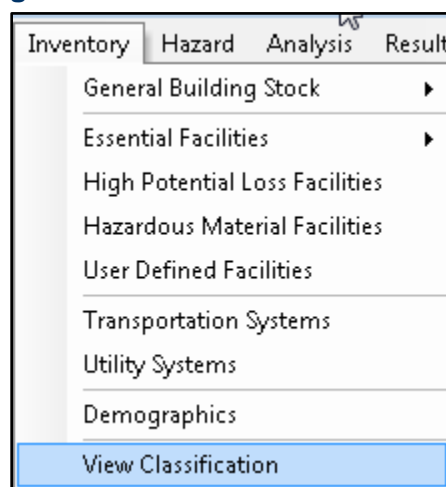 Inventory Hazard Analysis Result
General Building Stock
Essential Facilities
High Potential Loss Facilities
Hazardous Material Facilities
User Defined Facilities
Transportation Systems
Utility Systems
Demographics
View Classification